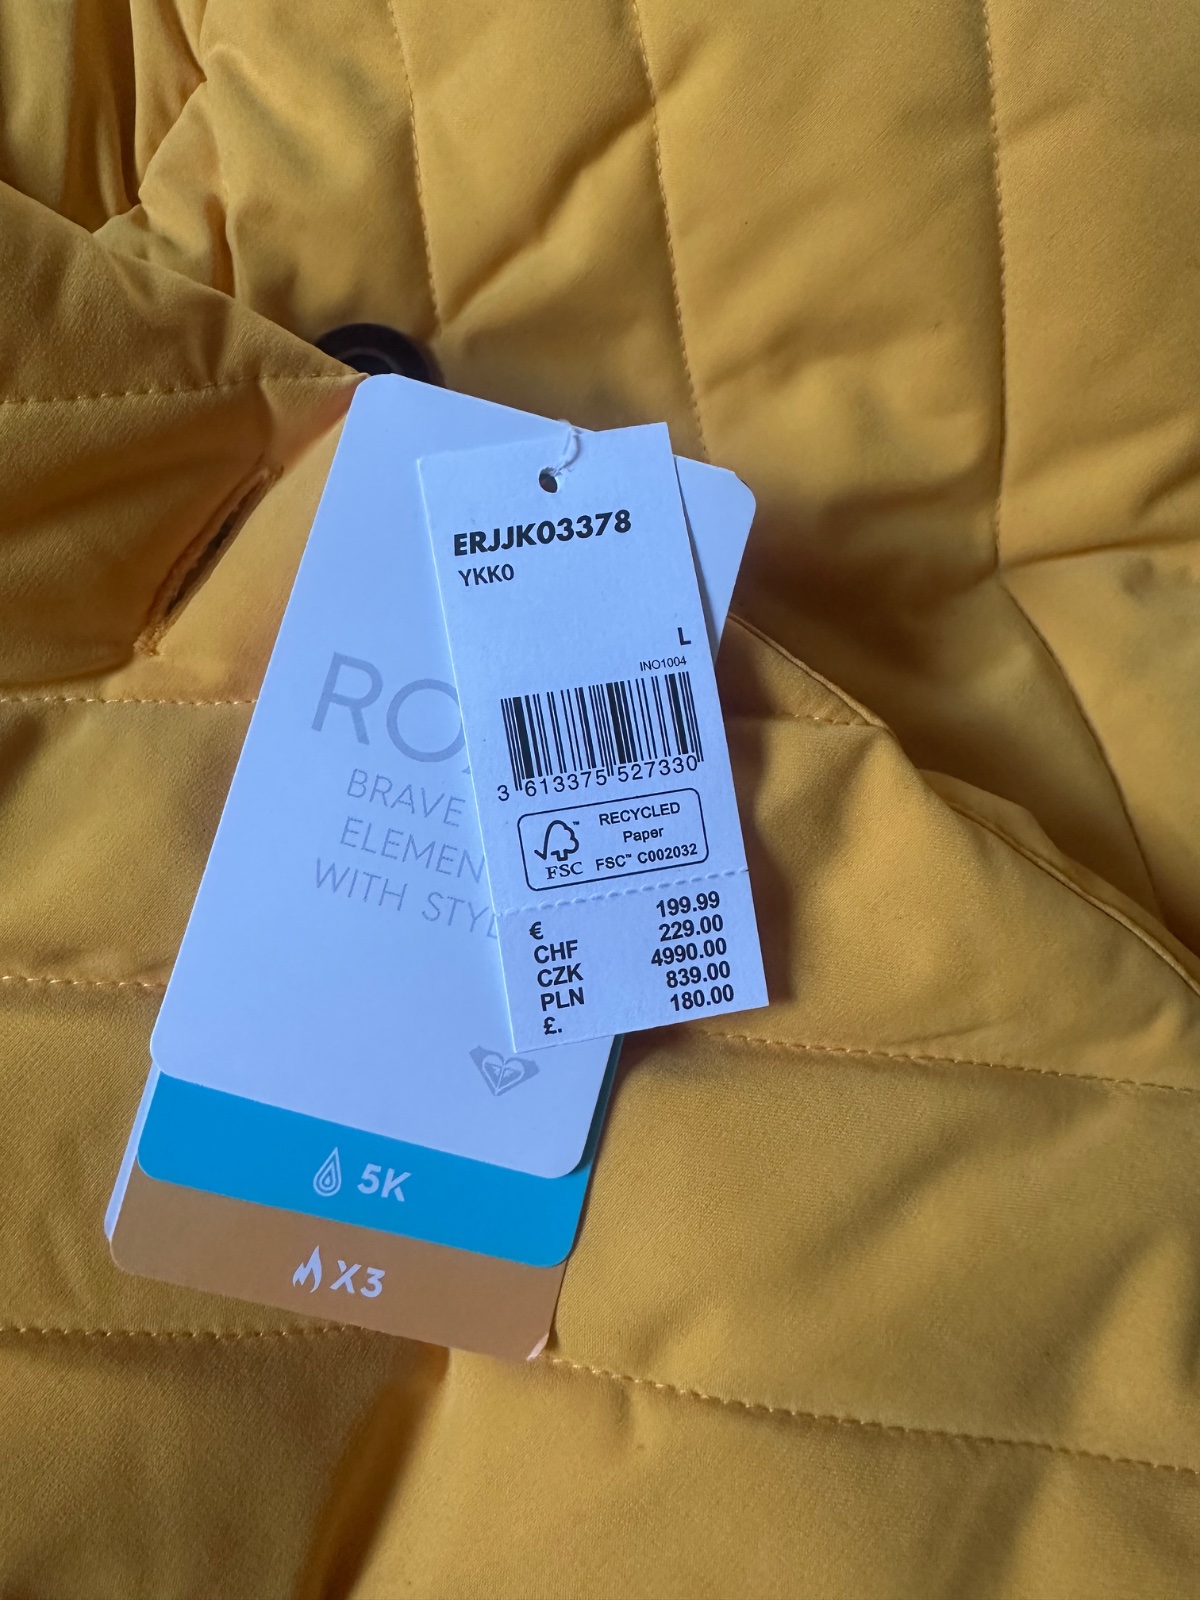 ERJJK03378
YKK0
L
INO1004
3 613375 527330
RECYCLED
Paper
FSC™ C002032
FSC
€ 199.99
CHF 229.00
CZK 4990.00
PLN 839.00
£. 180.00
RO
BRAVE
ELEMEN
WITH STYL
5K
X3